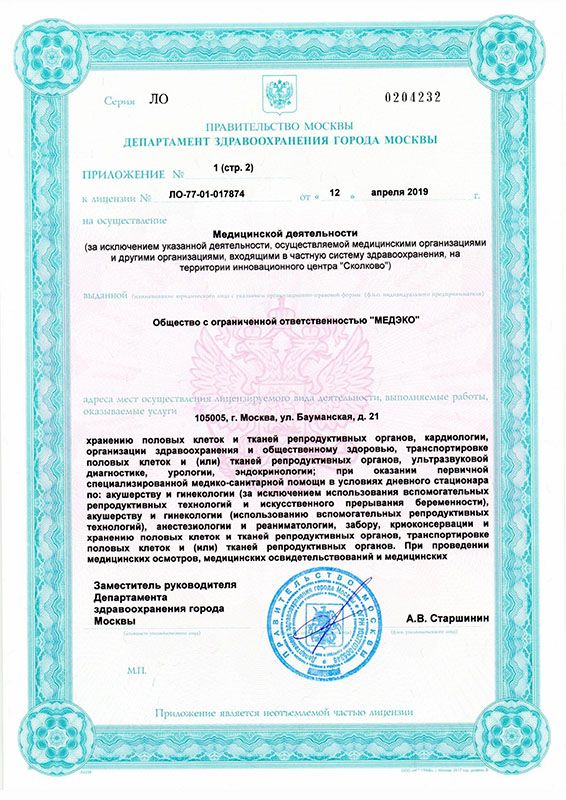 Серия ЛО 0204232
ПРАВИТЕЛЬСТВО МОСКВЫ
ДЕПАРТАМЕНТ ЗДРАВООХРАНЕНИЯ ГОРОДА МОСКВЫ
ПРИЛОЖЕНИЕ № 1 (стр. 2)
к лицензии № ЛО-77-01-017874 от « 12 » апреля 2019 г.
на осуществление
Медицинской деятельности
(за исключением указанной деятельности, осуществляемой медицинскими организациями
и другими организациями, входящими в частную систему здравоохранения, на
территории инновационного центра "Сколково")
выданной (наименование юридического лица с указанием организационно-правовой формы (ф.и.о. индивидуального предпринимателя)
Общество с ограниченной ответственностью "МЕДЭКО"
адреса мест осуществления лицензируемого вида деятельности, выполняемые работы,
оказываемые услуги
105005, г. Москва, ул. Бауманская, д. 21
хранению половых клеток и тканей репродуктивных органов, кардиологии,
организации здравоохранения и общественному здоровью, транспортировке
половых клеток и (или) тканей репродуктивных органов, ультразвуковой
диагностике, урологии, эндокринологии; при оказании первичной
специализированной медико-санитарной помощи в условиях дневного стационара
по: акушерству и гинекологии (за исключением использования вспомогательных
репродуктивных технологий и искусственного прерывания беременности),
акушерству и гинекологии (использованию вспомогательных репродуктивных
технологий), анестезиологии и реаниматологии, забору, криоконсервации и
хранению половых клеток и тканей репродуктивных органов, транспортировке
половых клеток и (или) тканей репродуктивных органов. При проведении
медицинских осмотров, медицинских освидетельствований и медицинских
Заместитель руководителя
Департамента
здравоохранения города
Москвы
А.В. Старшинин
(должность уполномоченного лица) (ф.и.о. уполномоченного лица)
ПРАВИТЕЛЬСТВО МОСКВЫ
Департамент здравоохранения города Москвы
М.П.
Приложение является неотъемлемой частью лицензии